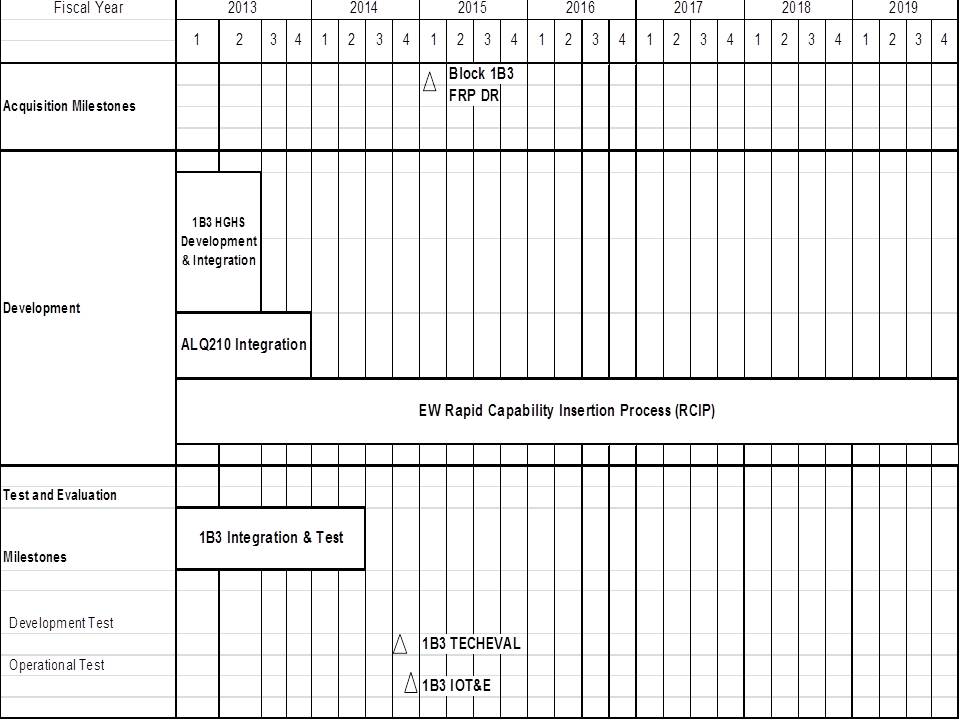 Fiscal Year 2013 2014 2015 2016 2017 2018 2019
1 2 3 4 1 2 3 4 1 2 3 4 1 2 3 4 1 2 3 4 1 2 3 4 1 2 3 4
Block 1B3
FRP DR
Acquisition Milestones
1B3 HGHS
Development
& Integration
Development
ALQ210 Integration
EW Rapid Capability Insertion Process (RCIP)
Test and Evaluation
1B3 Integration & Test
Milestones
Development Test
1B3 TECHEVAL
Operational Test
1B3 IOT&E